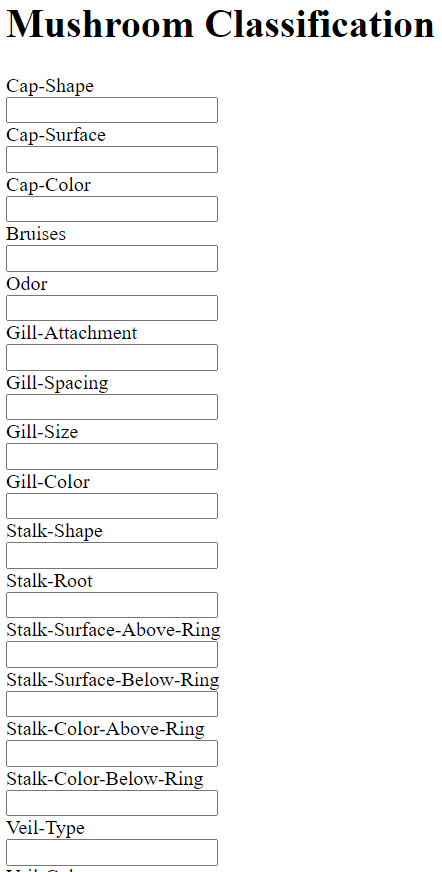 Mushroom Classification
Cap-Shape
Cap-Surface
Cap-Color
Bruises
Odor
Gill-Attachment
Gill-Spacing
Gill-Size
Gill-Color
Stalk-Shape
Stalk-Root
Stalk-Surface-Above-Ring
Stalk-Surface-Below-Ring
Stalk-Color-Above-Ring
Stalk-Color-Below-Ring
Veil-Type